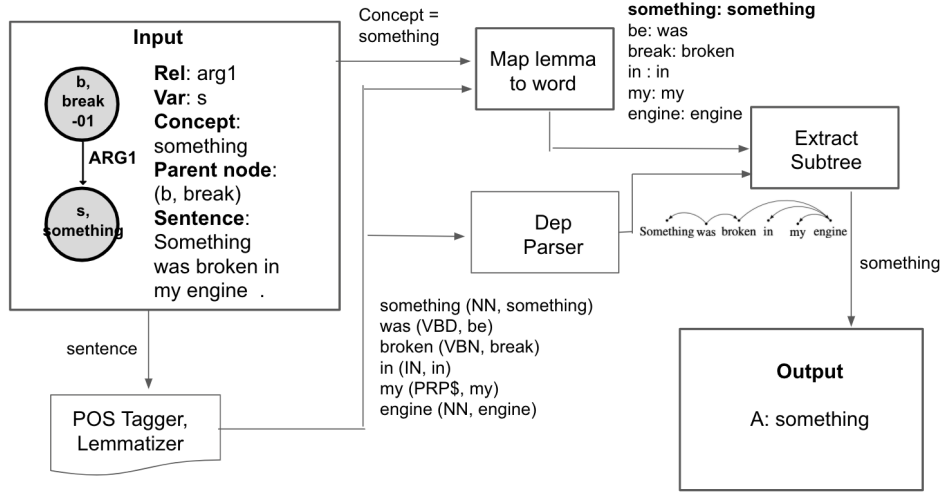 Input
b,
break
-01
ARG1
s,
something
Rel: arg1
Var: s
Concept:
something
Parent node:
(b, break)
Sentence:
Something
was broken in
my engine .
sentence
POS Tagger,
Lemmatizer
Concept =
something
Map lemma
to word
something: something
be: was
break: broken
in : in
my: my
engine: engine
Dep
Parser
something (NN, something)
was (VBD, be)
broken (VBN, break)
in (IN, in)
my (PRP$, my)
engine (NN, engine)
Extract
Subtree
Something was broken in my engine
something
Output
A: something